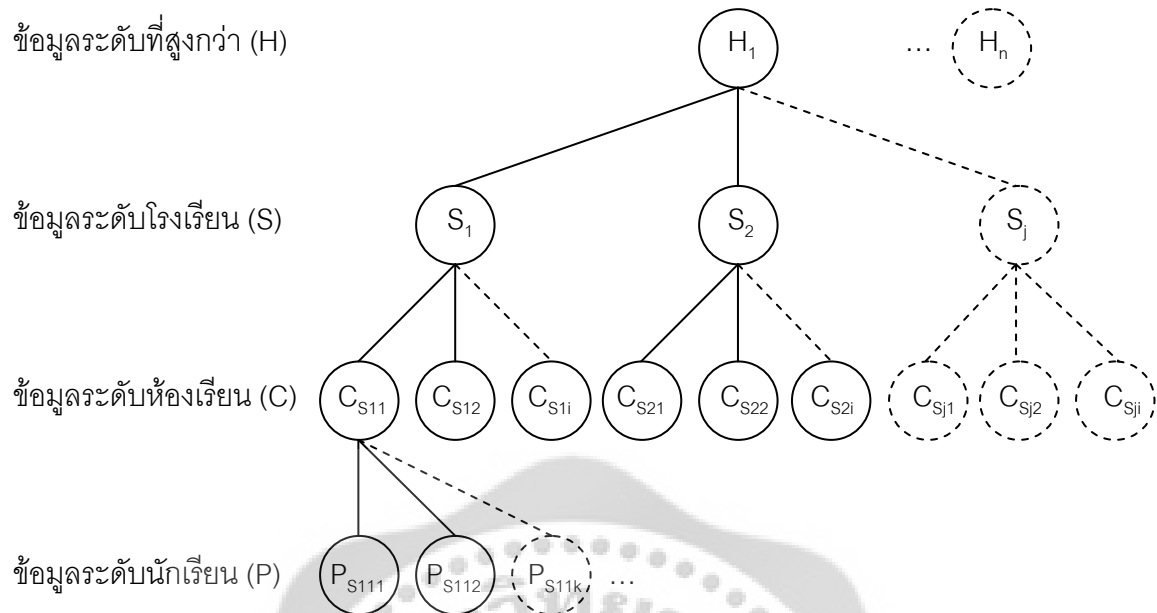 ข้อมูลระดับที่สูงกว่า (H) H1 ... Hn
ข้อมูลระดับโรงเรียน (S) S1 S2 Sj
ข้อมูลระดับห้องเรียน (C) CS11 CS12 CS1i CS21 CS22 CS2i CSj1 CSj2 CSji
ข้อมูลระดับนักเรียน (P) PS111 PS112 PS11k ...